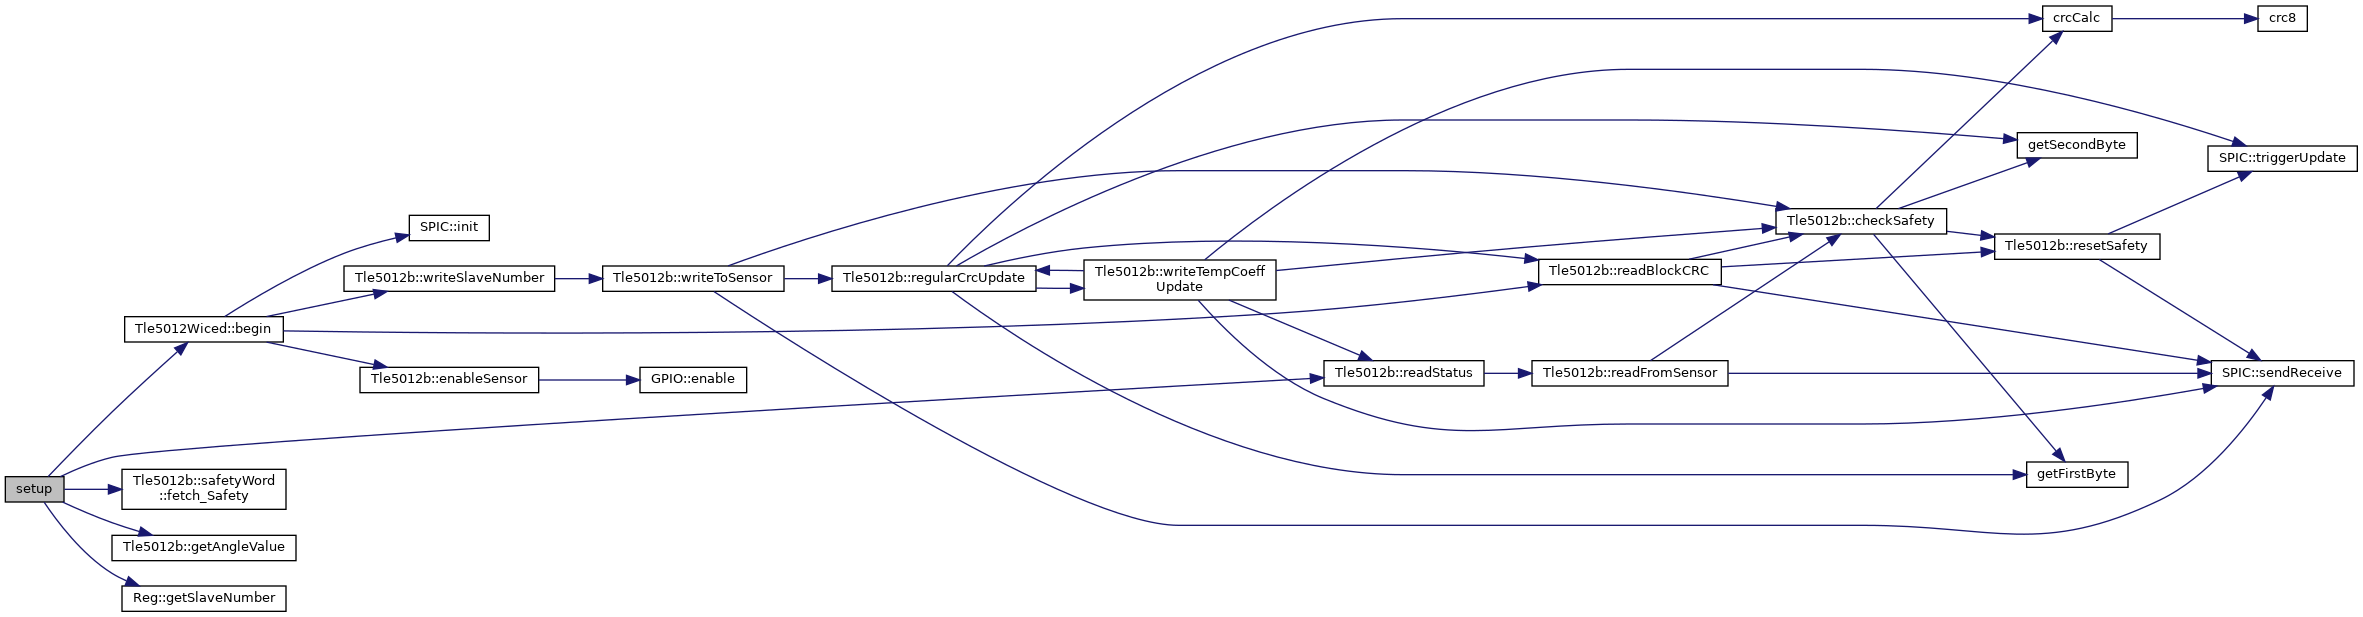 crcCalc
crc8
getSecondByte
SPIC::triggerUpdate
SPIC::init
Tle5012b::checkSafety
Tle5012b::resetSafety
Tle5012b::writeSlaveNumber
Tle5012b::writeToSensor
Tle5012b::regularCrcUpdate
Tle5012b::writeTempCoeff
Update
Tle5012b::readBlockCRC
Tle5012Wiced::begin
Tle5012b::enableSensor
GPIO::enable
Tle5012b::readStatus
Tle5012b::readFromSensor
SPIC::sendReceive
getFirstByte
setup
Tle5012b::safetyWord
::fetch_Safety
Tle5012b::getAngleValue
Reg::getSlaveNumber